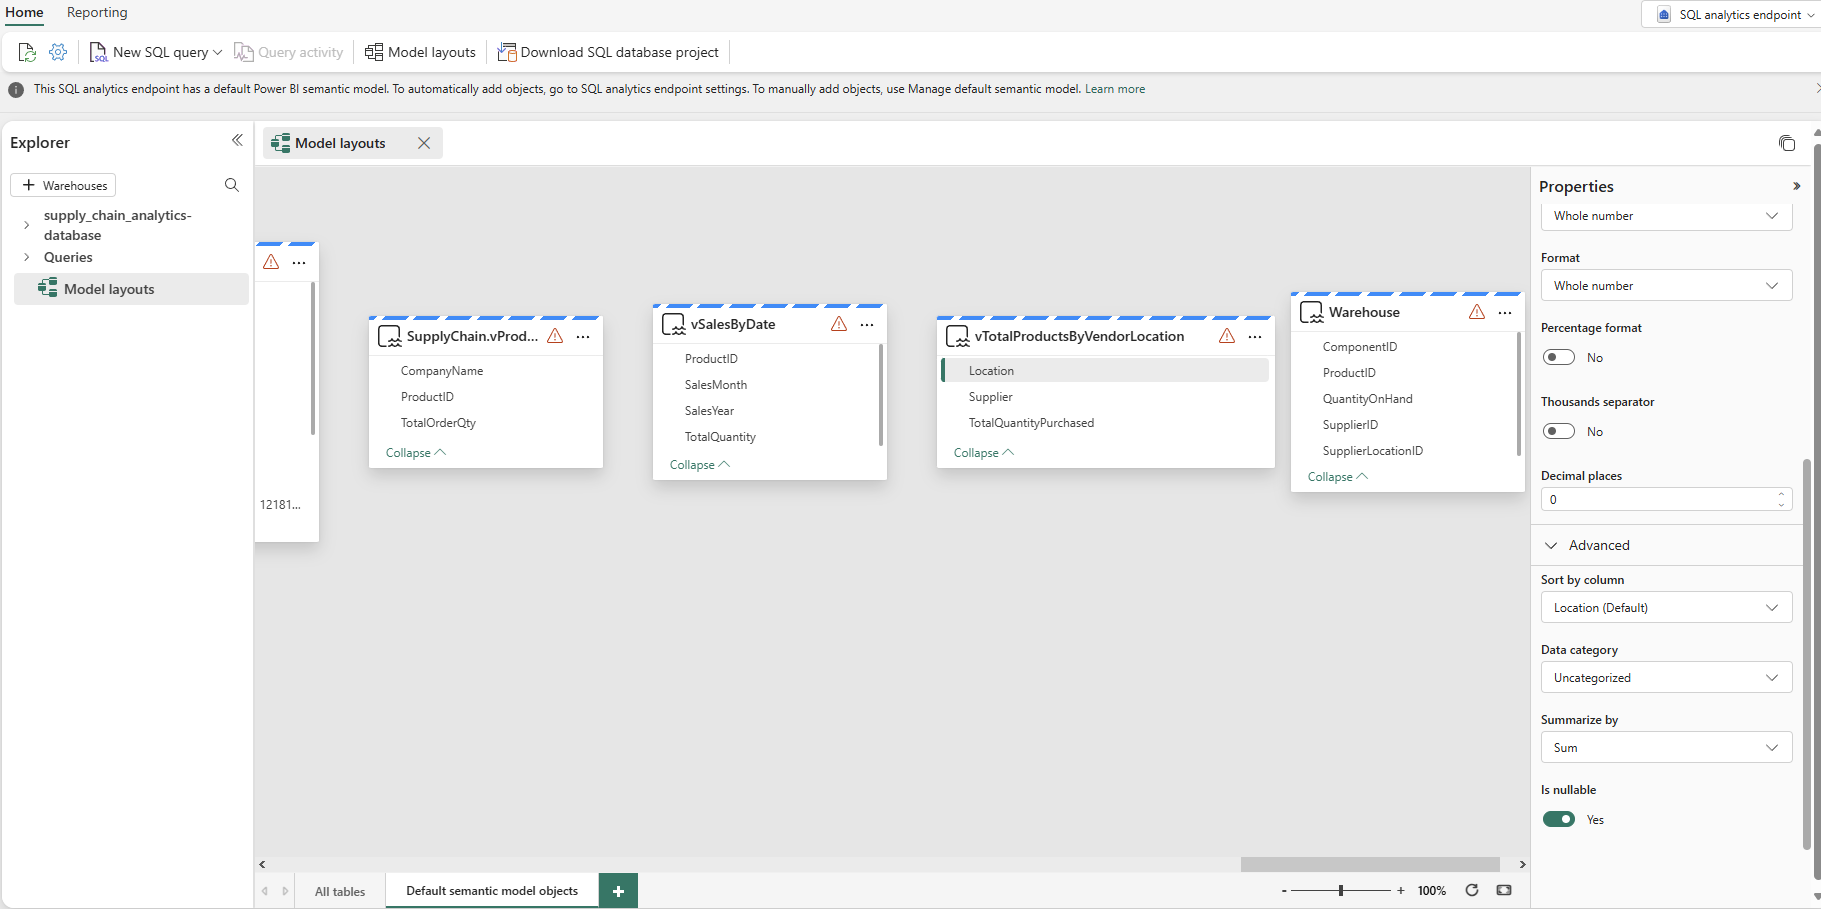 Home
Reporting
SQL analytics endpoint
SQL
New SQL query
Query activity
Model layouts
Download SQL database project
This SQL analytics endpoint has a default Power BI semantic model. To automatically add objects, go to SQL analytics endpoint settings. To manually add objects, use Manage default semantic model. Learn more
Explorer
+ Warehouses
supply_chain_analytics-
database
Queries
Model layouts
Model layouts
12181...
SupplyChain.vProd...
CompanyName
ProductID
TotalOrderQty
Collapse
vSalesByDate
ProductID
SalesMonth
SalesYear
TotalQuantity
Collapse
vTotalProductsByVendorLocation
Location
Supplier
TotalQuantityPurchased
Collapse
Warehouse
ComponentID
ProductID
QuantityOnHand
SupplierID
SupplierLocationID
Collapse
Properties
Whole number
Format
Whole number
Percentage format
No
Thousands separator
No
Decimal places
0
Advanced
Sort by column
Location (Default)
Data category
Uncategorized
Summarize by
Sum
Is nullable
Yes
All tables
Default semantic model objects
+
- + 100%